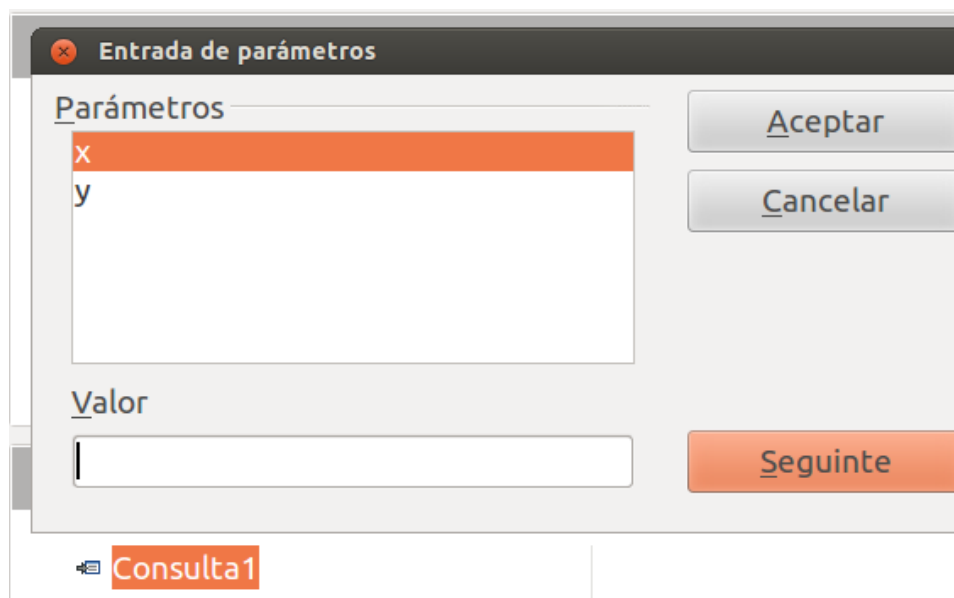 Entrada de parámetros
Parámetros
x
y
Aceptar
Cancelar
Valor
Seguinte
Consulta1